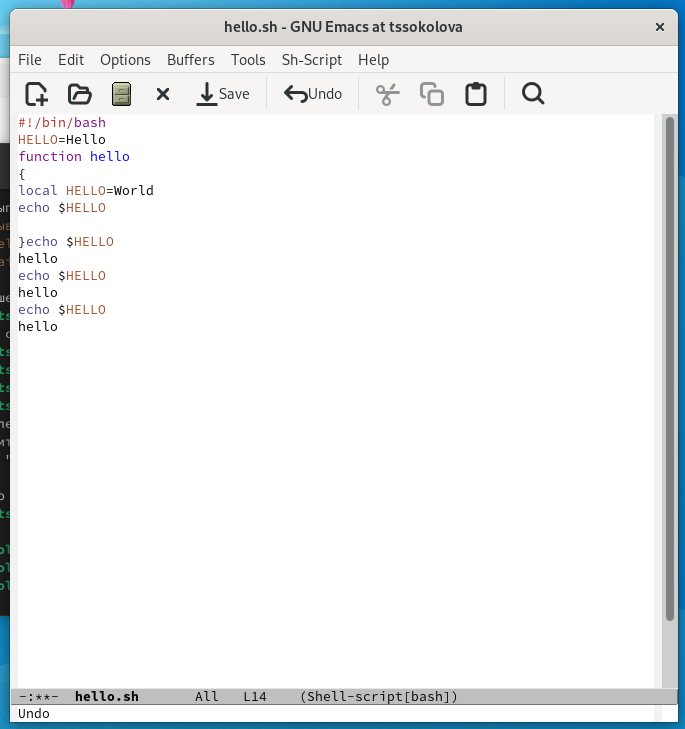 hello.sh - GNU Emacs at tssokolova
File Edit Options Buffers Tools Sh-Script Help
Save Undo
#!/bin/bash
HELLO=Hello
function hello
{
local HELLO=World
echo $HELLO
}echo $HELLO
hello
echo $HELLO
hello
echo $HELLO
hello
-:**- hello.sh All L14 (Shell-script[bash])
Undo